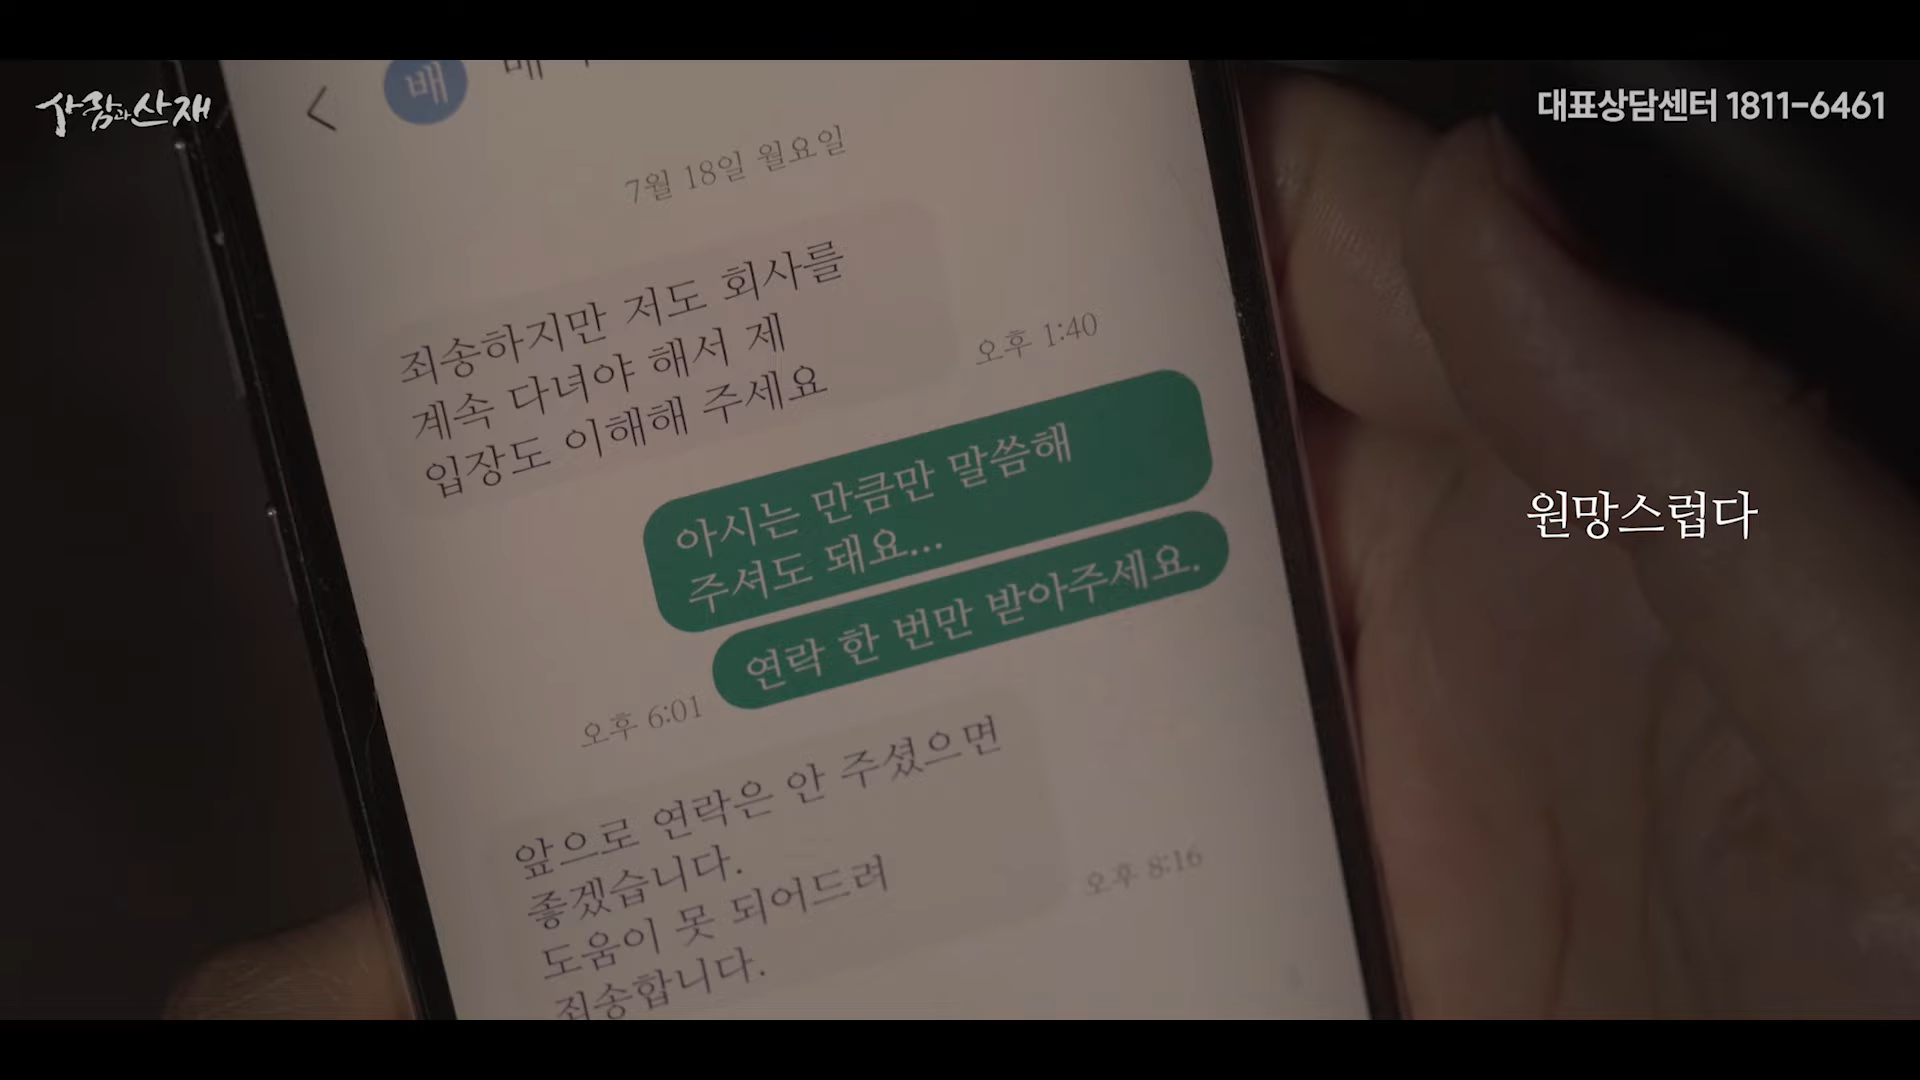 사람과산재
대표상담센터 1811-6461
배
7월 18일 월요일
죄송하지만 저도 회사를
계속 다녀야 해서 제
입장도 이해해 주세요
오후 1:40
아시는 만큼만 말씀해
주셔도 돼요...
연락 한 번만 받아주세요.
오후 6:01
원망스럽다
앞으로 연락은 안 주셨으면
좋겠습니다.
도움이 못 되어드려
죄송합니다.
오후 8:16